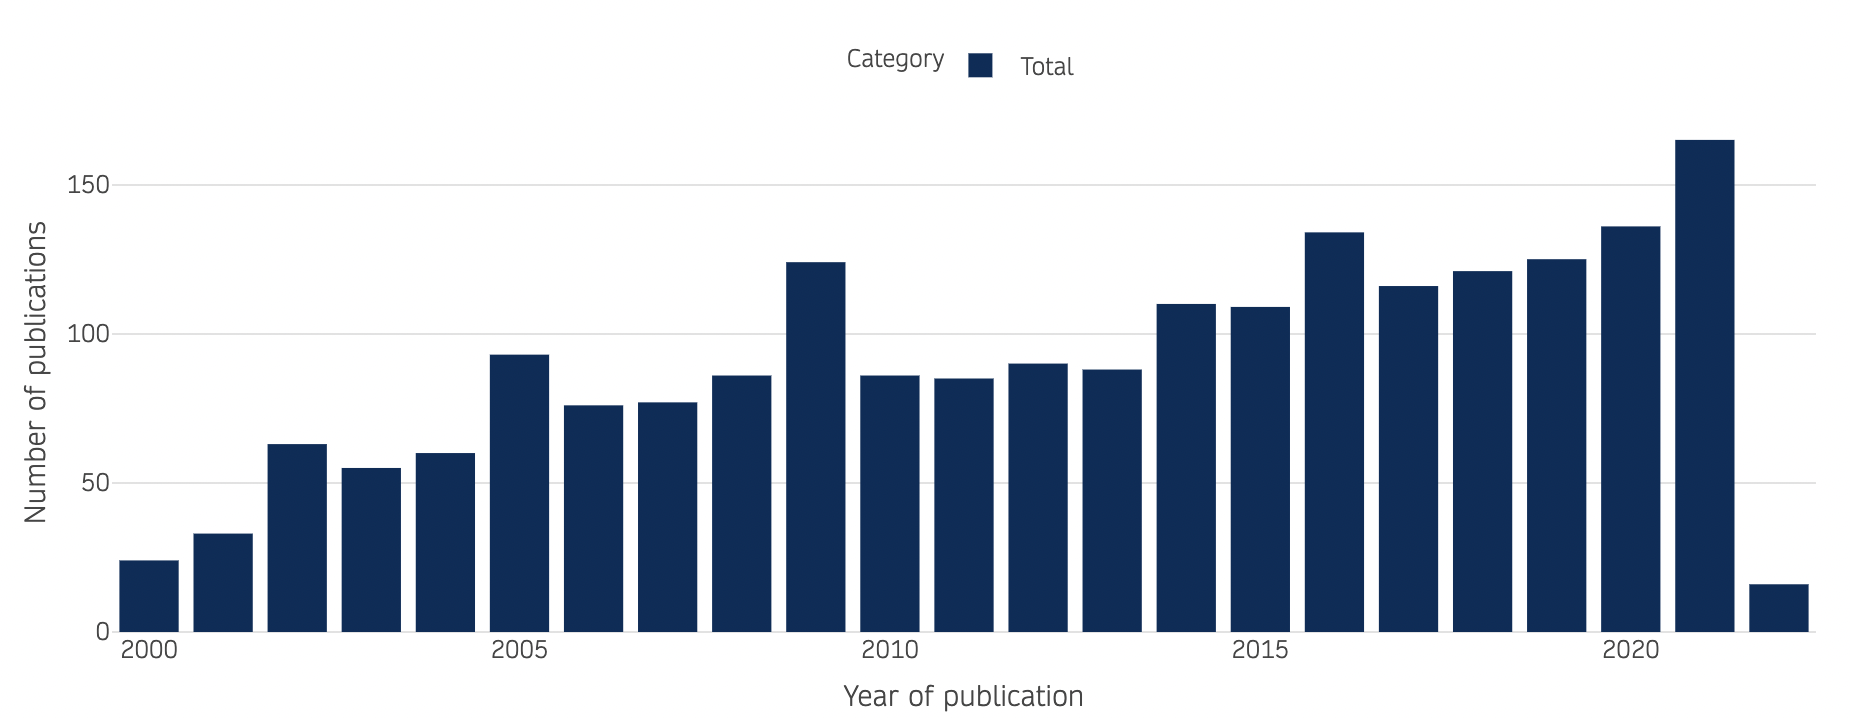 Category Total
Number of publications
150
100
50
0
2000 2005 2010 2015 2020
Year of publication